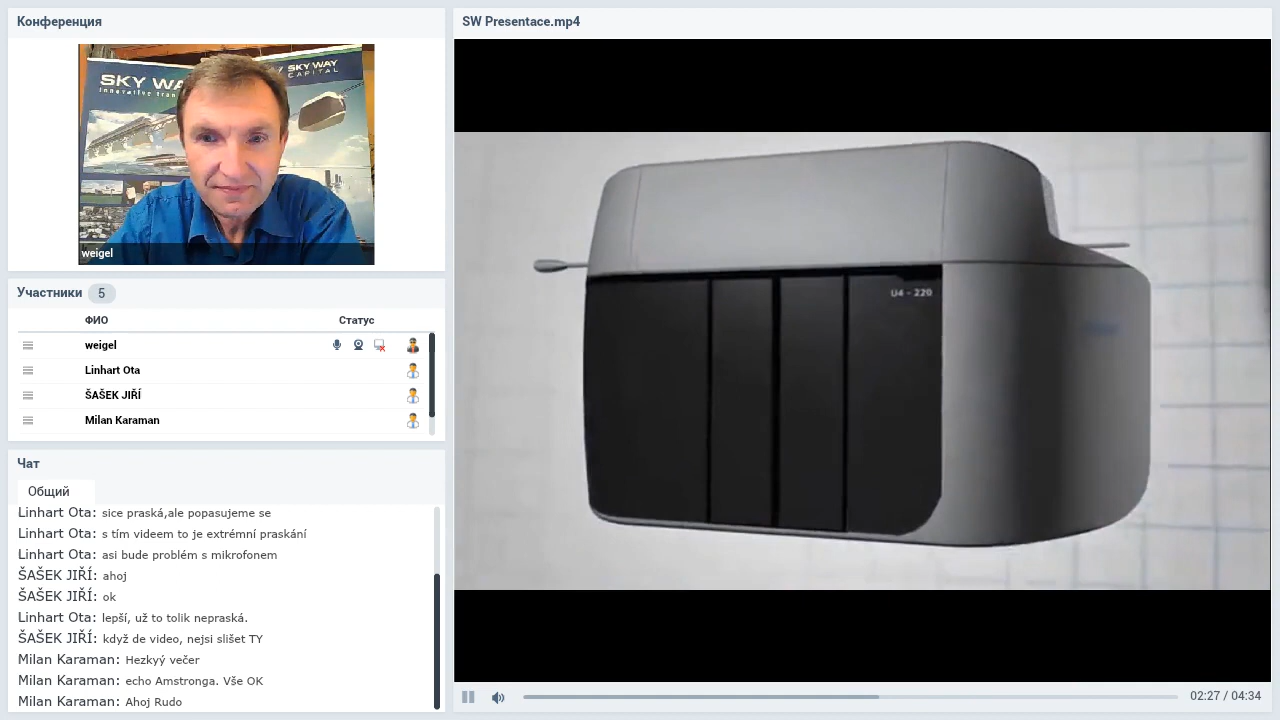 Конференция
SKY WA
SKY WAY
CAPITAL
weigel
Участники 5
ФИО Статус
weigel
Linhart Ota
ŠAŠEK JIŘÍ
Milan Karaman
Чат
Общий
Linhart Ota: sice praská,ale popasujeme se
Linhart Ota: s tím videem to je extrémní praskání
Linhart Ota: asi bude problém s mikrofonem
ŠAŠEK JIŘÍ: ahoj
ŠAŠEK JIŘÍ: ok
Linhart Ota: lepší, už to tolik nepraská.
ŠAŠEK JIŘÍ: když de video, nejsi slišet TY
Milan Karaman: Hezkyý večer
Milan Karaman: echo Amstronga. Vše OK
Milan Karaman: Ahoj Rudo
SW Presentace.mp4
U4 - 220
02:27 / 04:34